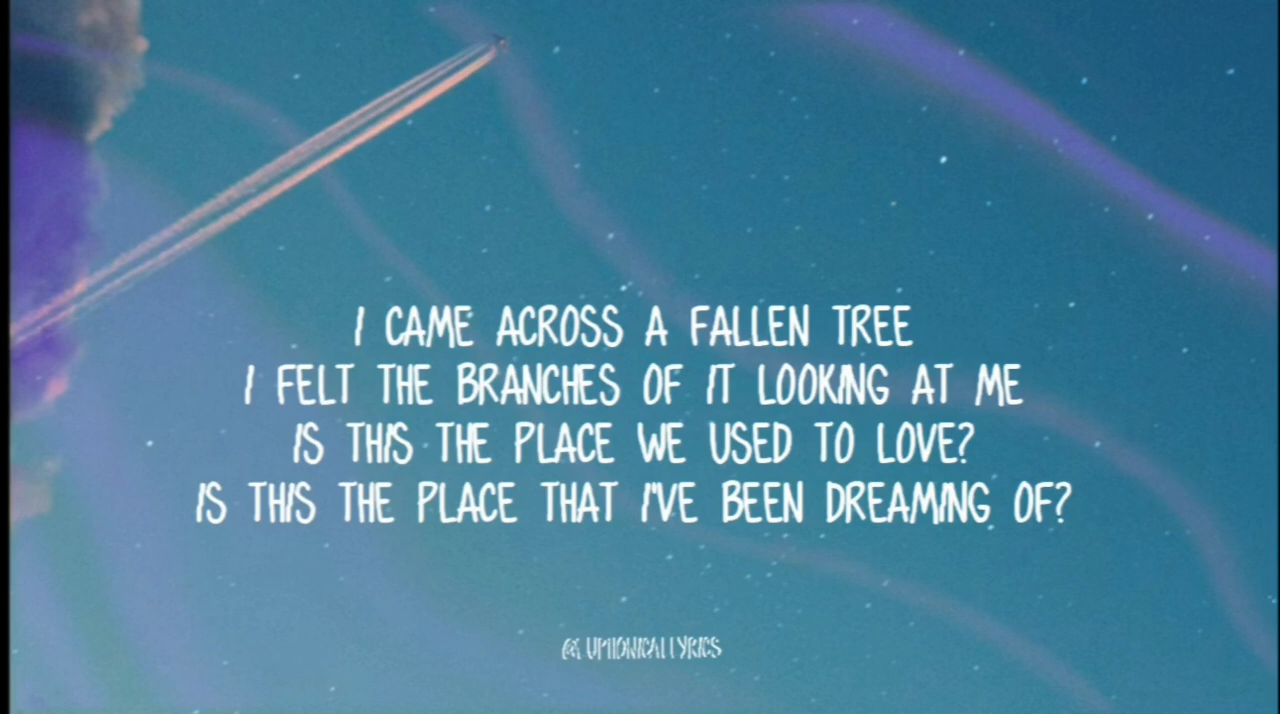 I CAME ACROSS A FALLEN TREE
I FELT THE BRANCHES OF IT LOOKING AT ME
IS THIS THE PLACE WE USED TO LOVE?
IS THIS THE PLACE THAT I'VE BEEN DREAMING OF?